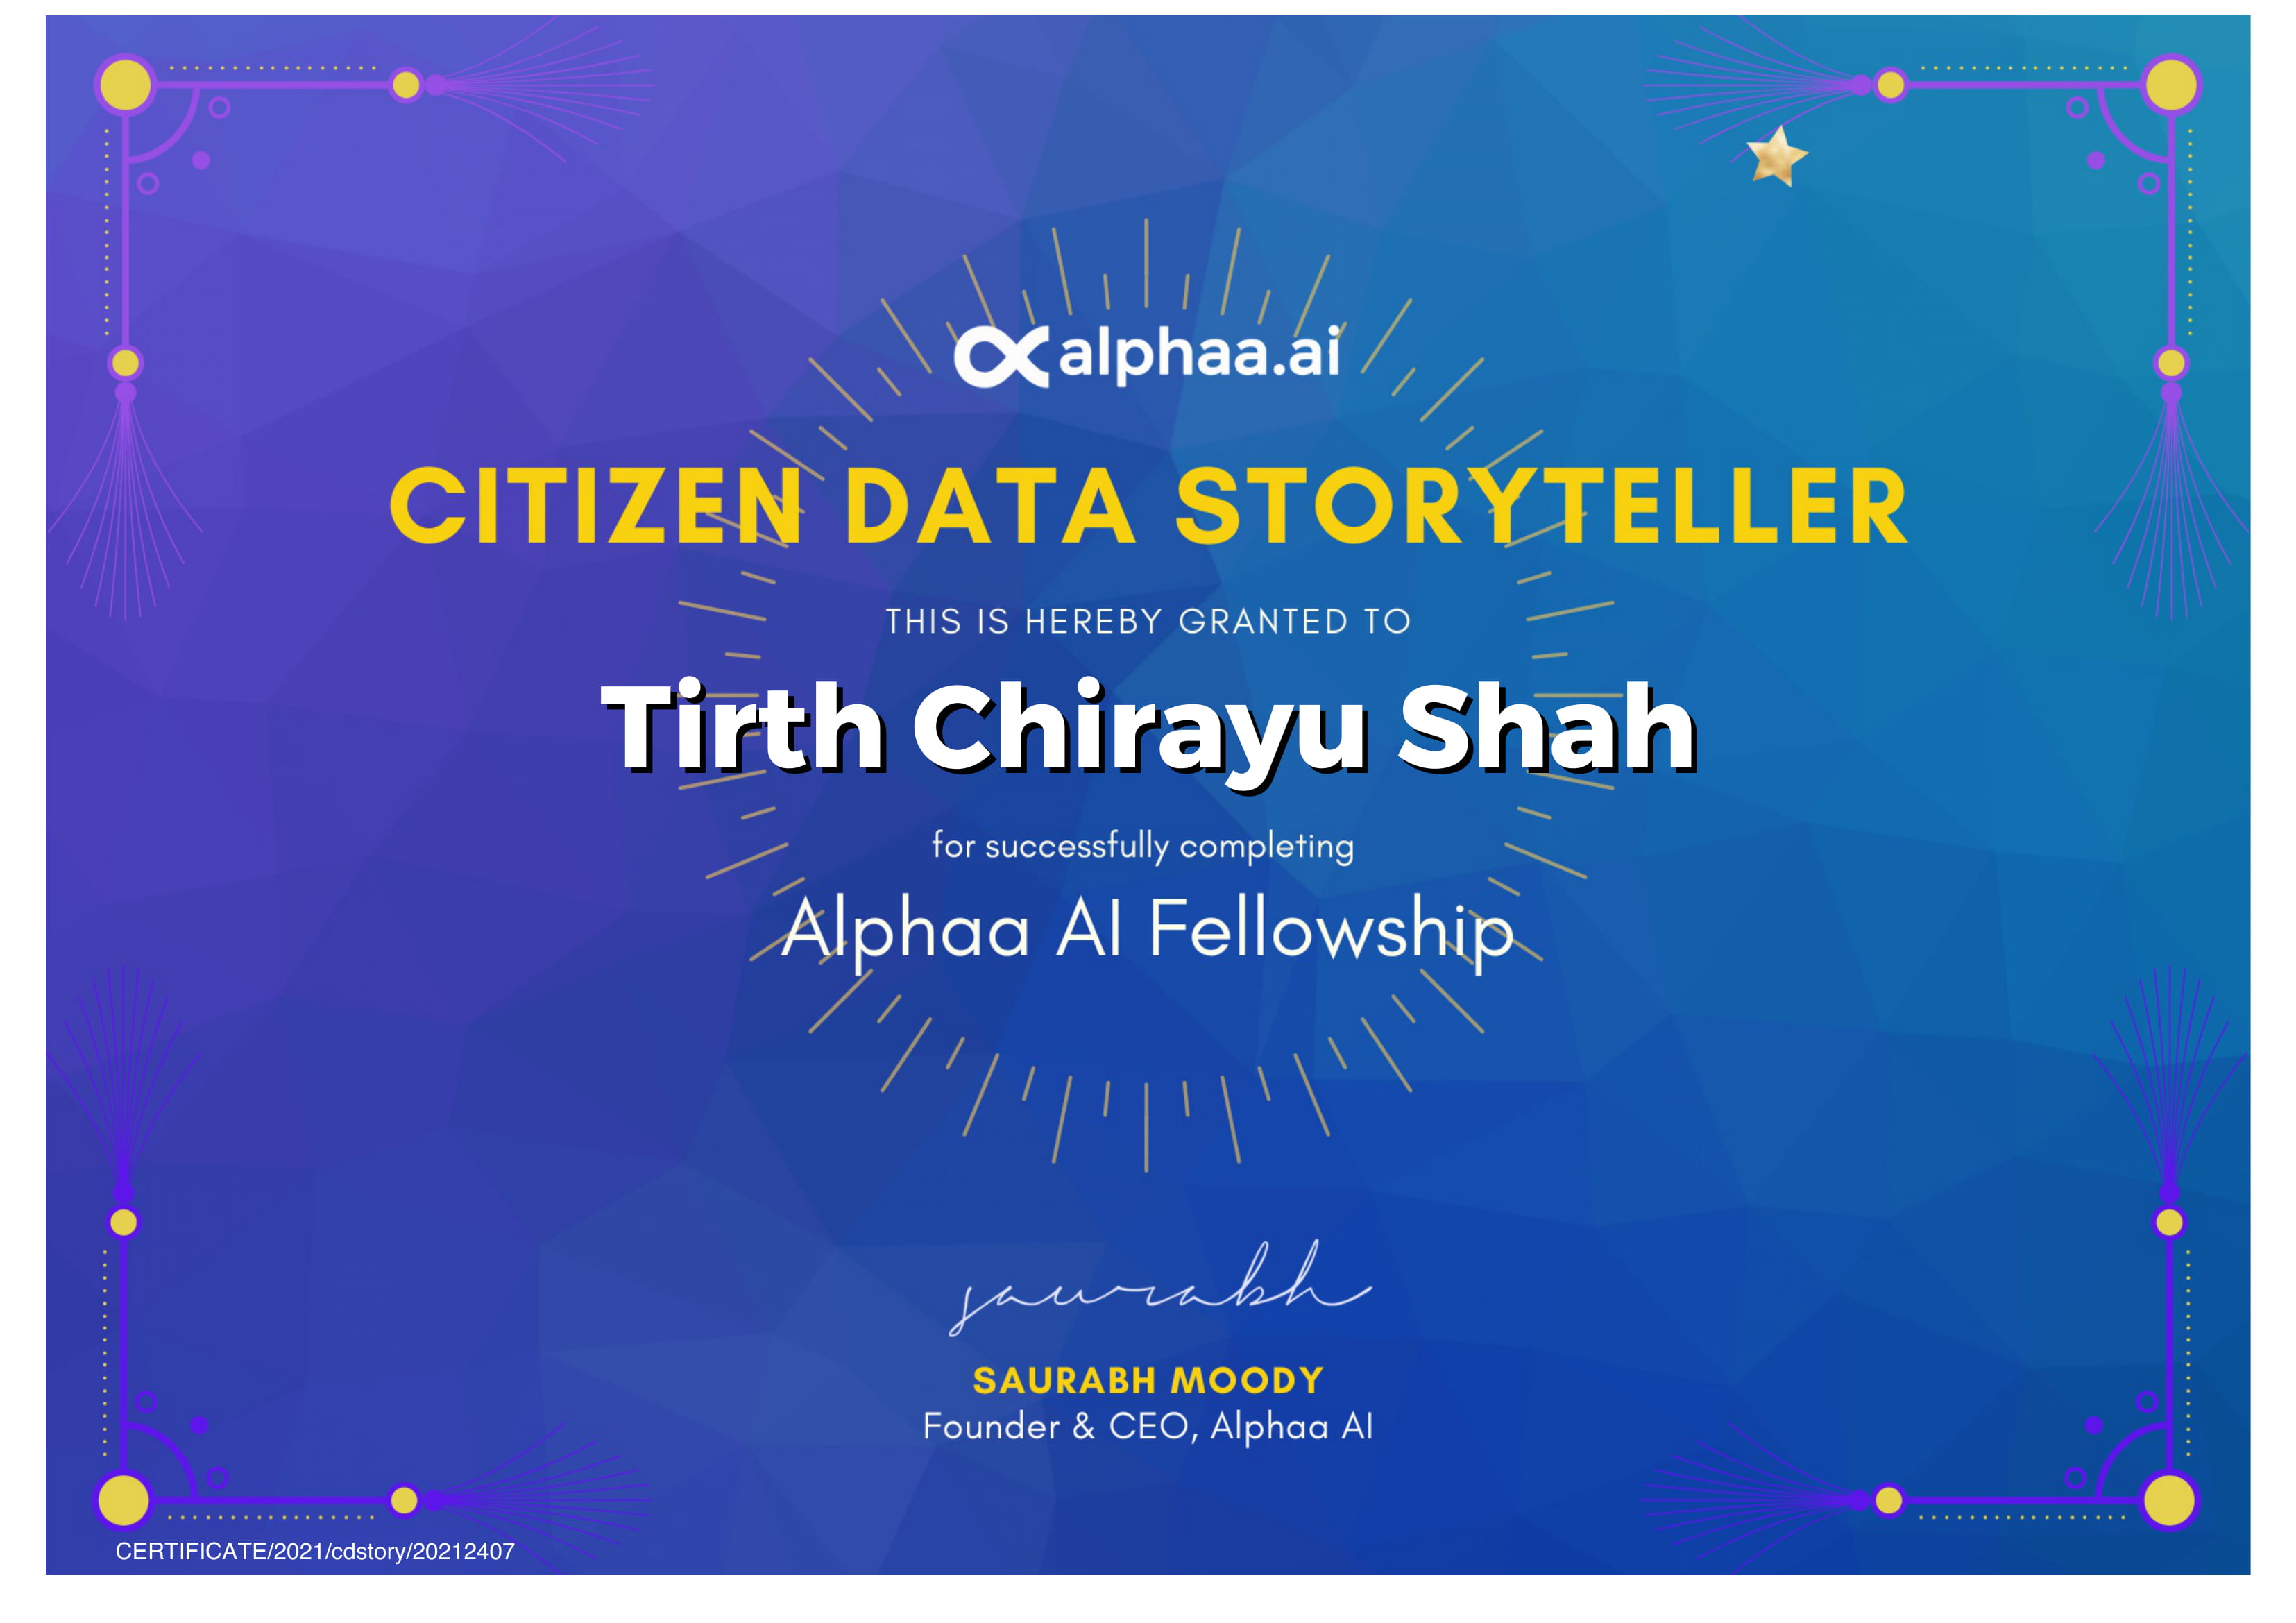 alphaa.ai
CITIZEN DATA STORYTELLER
THIS IS HEREBY GRANTED TO
Tirth Chirayu Shah
for successfully completing
Alphaa AI Fellowship
saurabh
SAURABH MOODY
Founder & CEO, Alphaa AI
CERTIFICATE/2021/cdstory/20212407